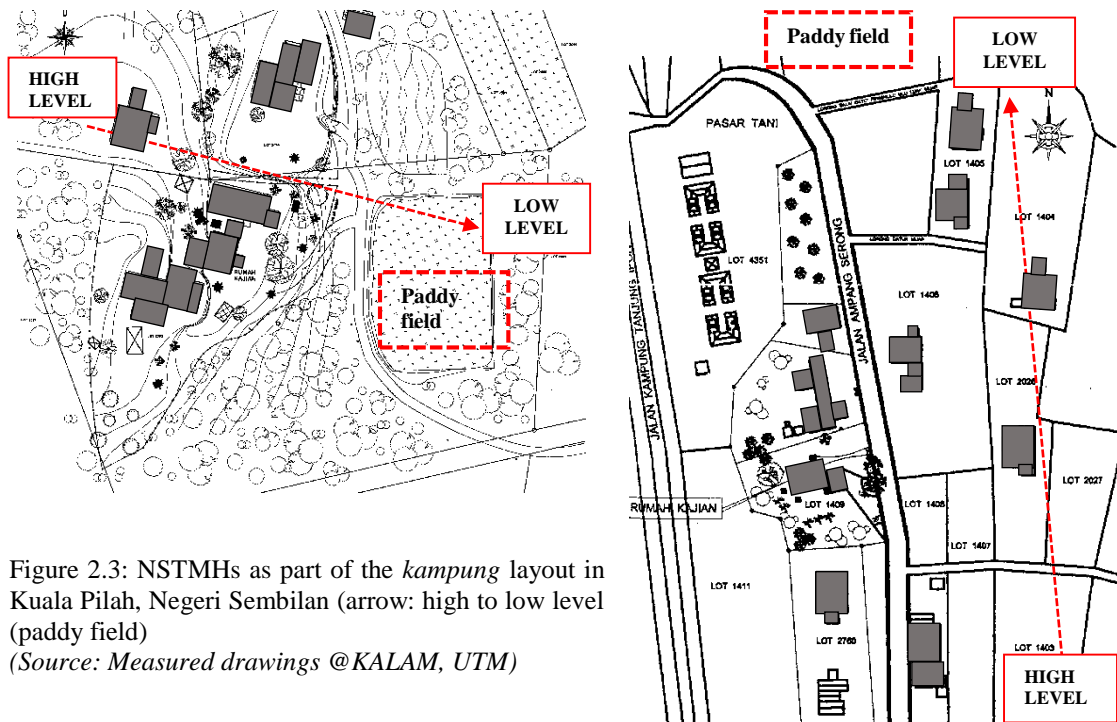 HIGH
LEVEL
LOW
LEVEL
Paddy
field
RUMAH
KAJIAN
Figure 2.3: NSTMHs as part of the kampung layout in
Kuala Pilah, Negeri Sembilan (arrow: high to low level
(paddy field)
(Source: Measured drawings @KALAM, UTM)
Paddy field
LOW
LEVEL
N
PASAR TANI
LOT 1405
LOT 1404
LOT 4351
JALAN AMPANG SERONG
JALAN KAMPUNG TANJUNG
LOT 1406
LOT 2026
LOT 2027
RUMAH KAJIAN
LOT 1409
LOT 1408
LOT 1407
LOT 1411
LOT 2760
LOT 1403
HIGH
LEVEL